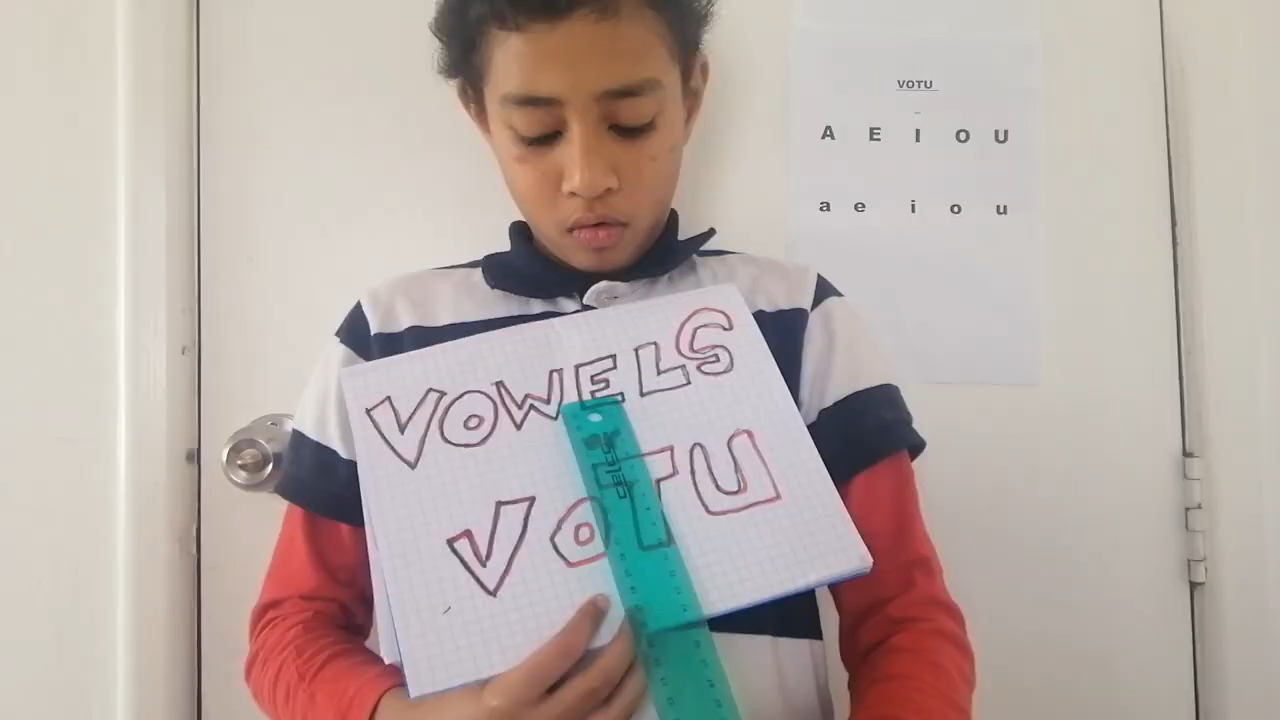 VOWELS
VOTU
VOTU
A E I O U
a e i o u